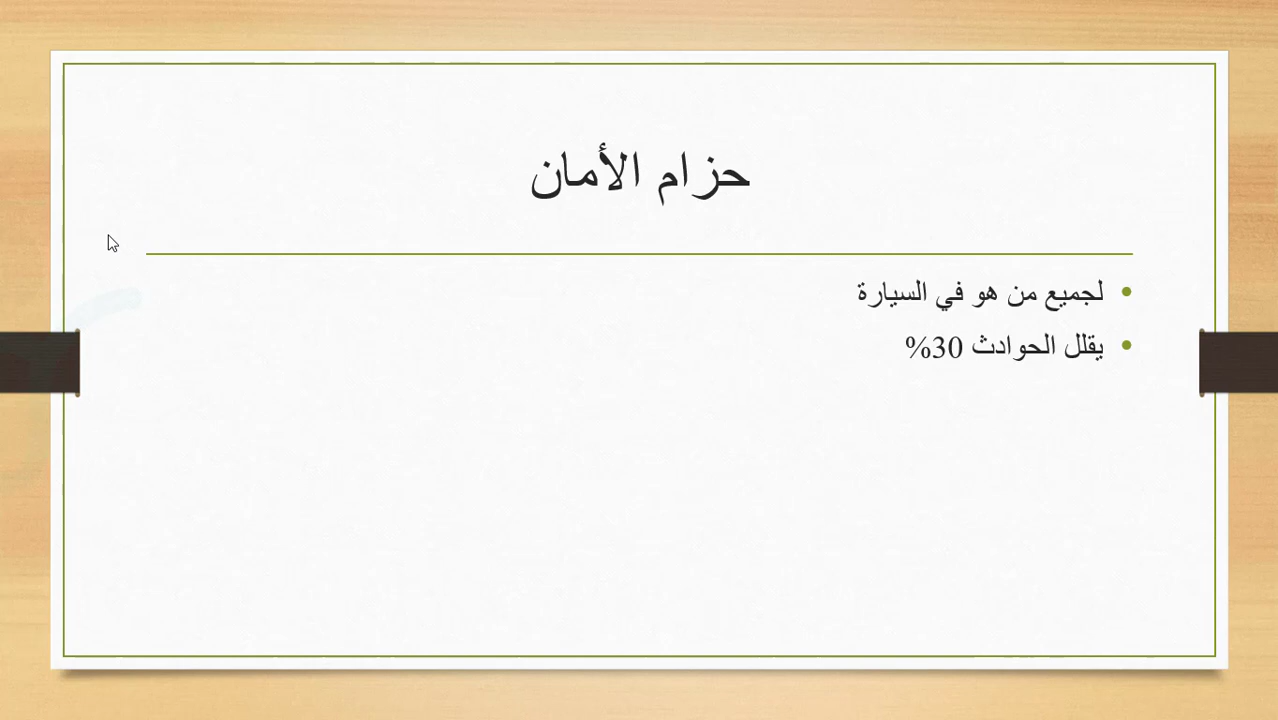 حزام الأمان
لجميع من هو في السيارة
يقلل الحوادث 30%